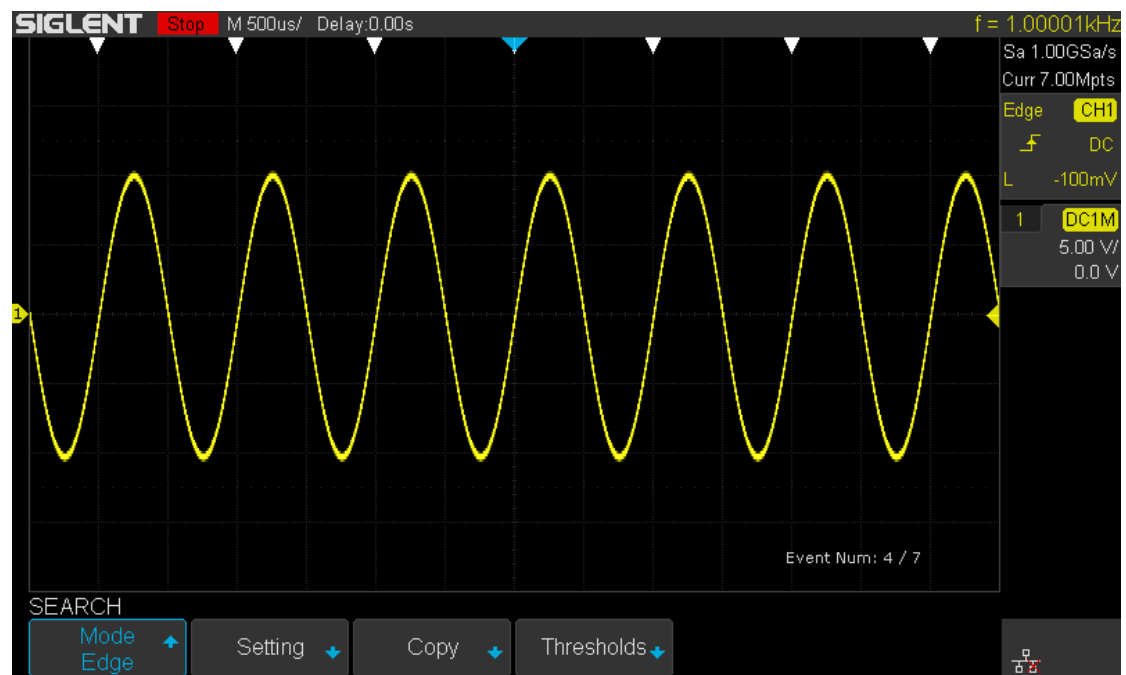 SIGLENT Stop M 500us/ Delay:0.00s f = 1.00001kHz
Sa 1.00GSa/s
Curr 7.00Mpts
Edge CH1
DC
L -100mV
1 DC1M
5.00 V/
0.0 V
1
Event Num: 4 / 7
SEARCH
Mode
Edge
Setting
Copy
Thresholds